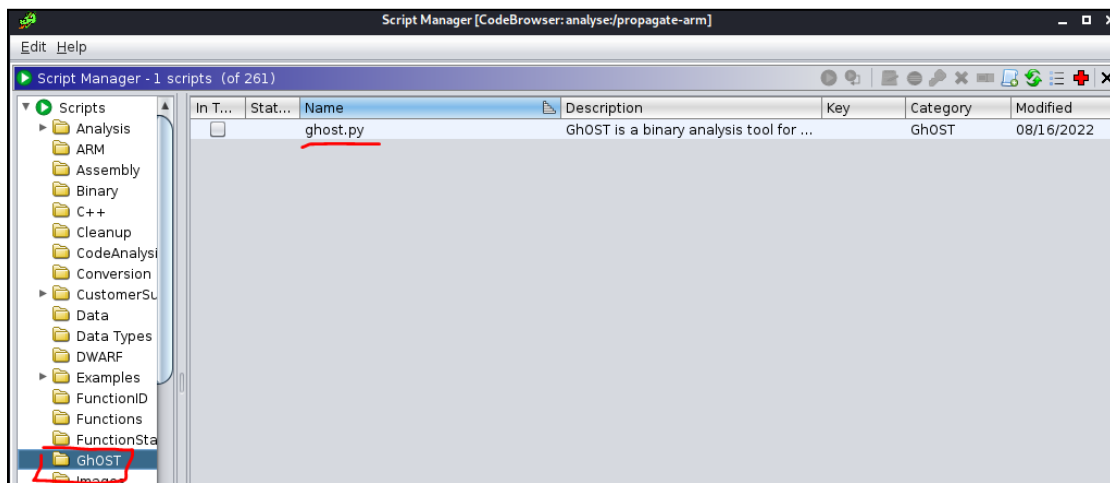 Script Manager [CodeBrowser: analyse:/propagate-arm]
Edit Help
Script Manager - 1 scripts (of 261)
Scripts
Analysis
ARM
Assembly
Binary
C++
Cleanup
CodeAnalysi
Conversion
CustomerSu
Data
Data Types
DWARF
Examples
FunctionID
Functions
FunctionSta
GhOST
Images
In T... Stat... Name Description Key Category Modified
ghost.py GhOST is a binary analysis tool for ... GhOST 08/16/2022